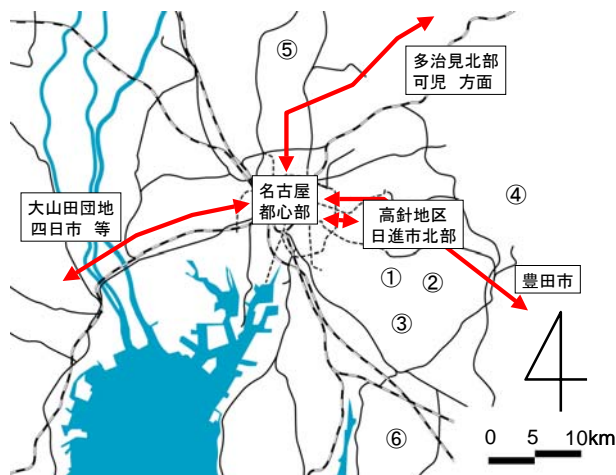 ⑤
多治見北部
可児 方面
名古屋
都心部
大山田団地
四日市 等
高針地区
日進市北部
④
①
②
豊田市
③
⑥
0 5 10km